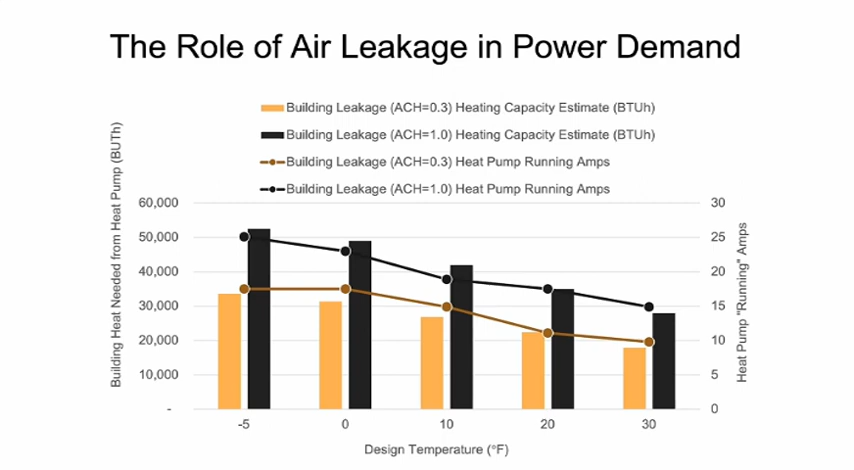 The Role of Air Leakage in Power Demand
Building Leakage (ACH=0.3) Heating Capacity Estimate (BTUh)
Building Leakage (ACH=1.0) Heating Capacity Estimate (BTUh)
Building Leakage (ACH=0.3) Heat Pump Running Amps
Building Leakage (ACH=1.0) Heat Pump Running Amps
Building Heat Needed from Heat Pump (BUTh)
60,000
50,000
40,000
30,000
20,000
10,000
-
30
25
20
15
10
5
0
Heat Pump "Running" Amps
-5 0 10 20 30
Design Temperature (°F)